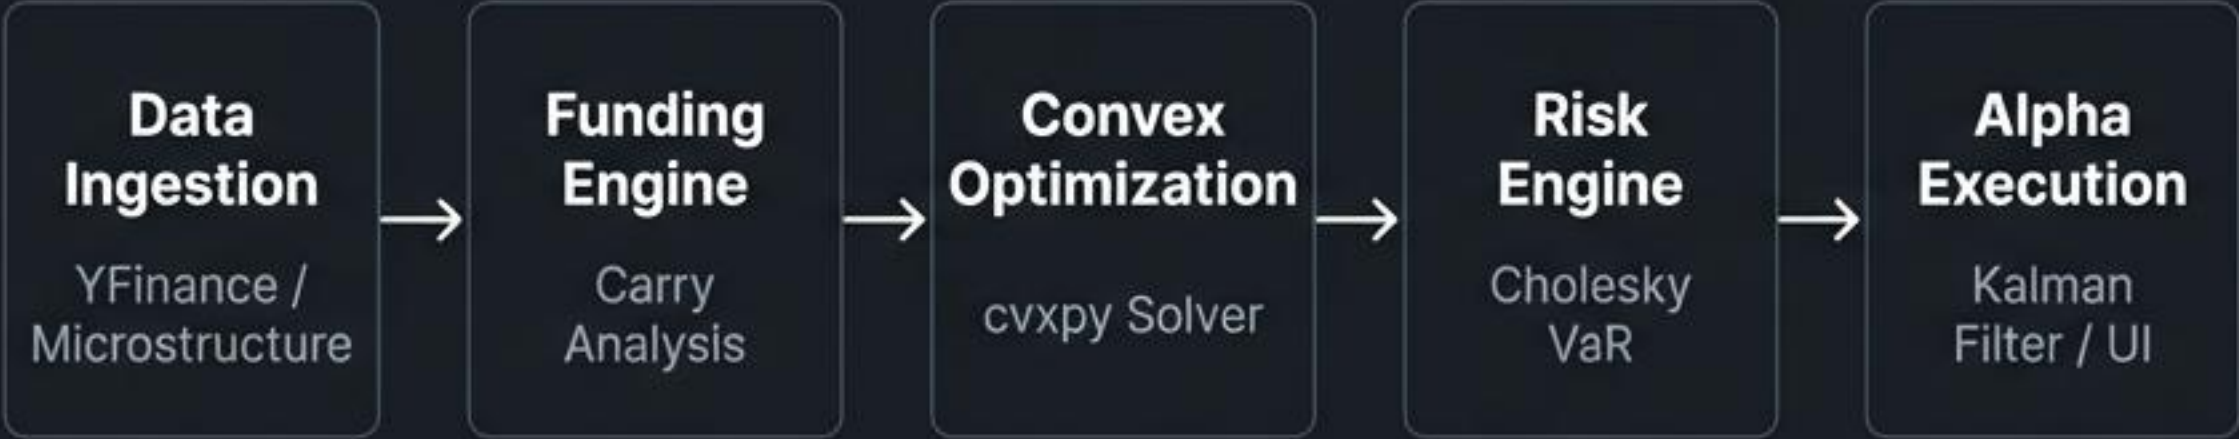 Data
Ingestion
YFinance /
Microstructure
Funding
Engine
Carry
Analysis
Convex
Optimization
cvxpy Solver
Risk
Engine
Cholesky
VaR
Alpha
Execution
Kalman
Filter / UI